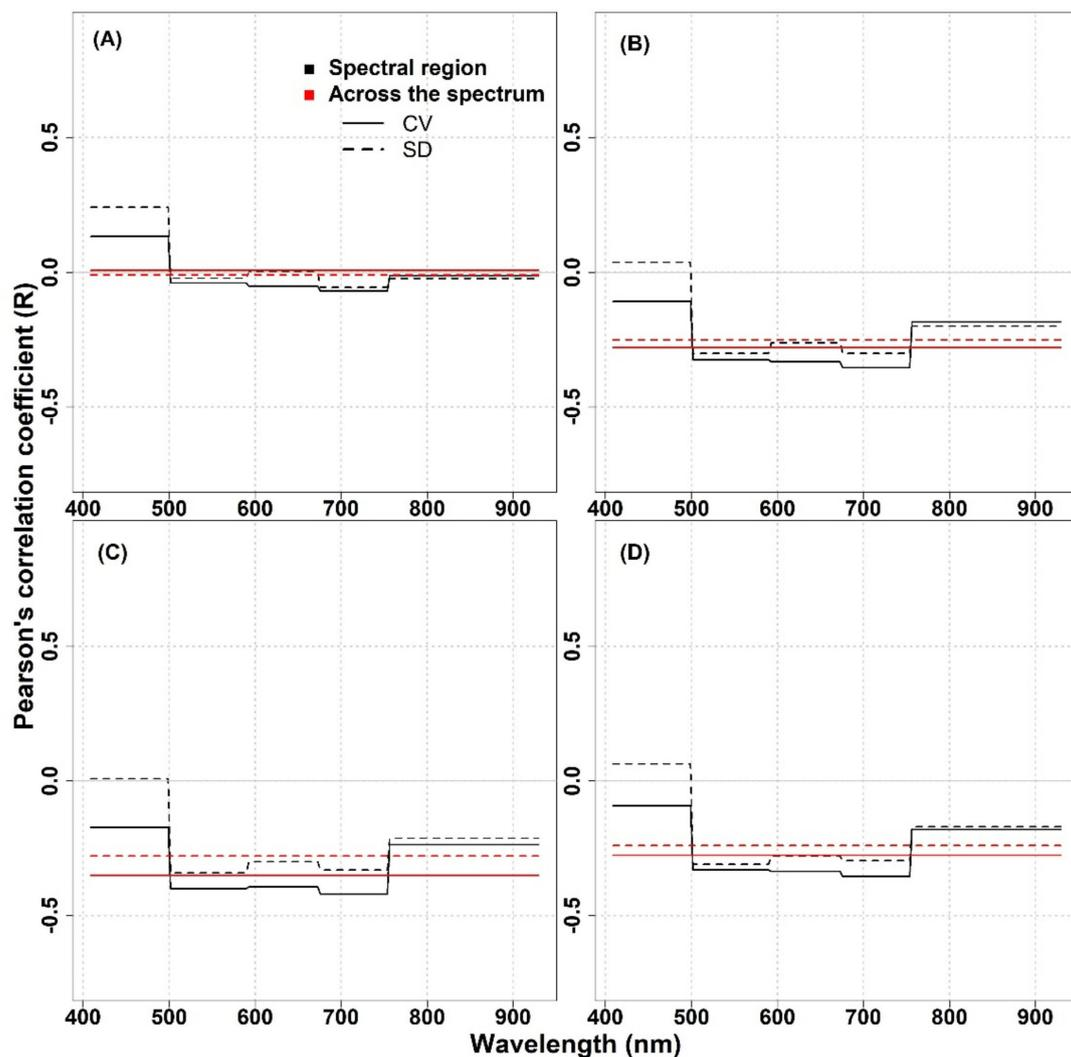 (A)
Spectral region
Across the spectrum
CV
SD
(B)
0.5
0.0
-0.5
0.5
0.0
-0.5
400 500 600 700 800 900
400 500 600 700 800 900
(C)
(D)
0.5
0.0
-0.5
0.5
0.0
-0.5
400 500 600 700 800 900
400 500 600 700 800 900
Pearson's correlation coefficient (R)
Wavelength (nm)